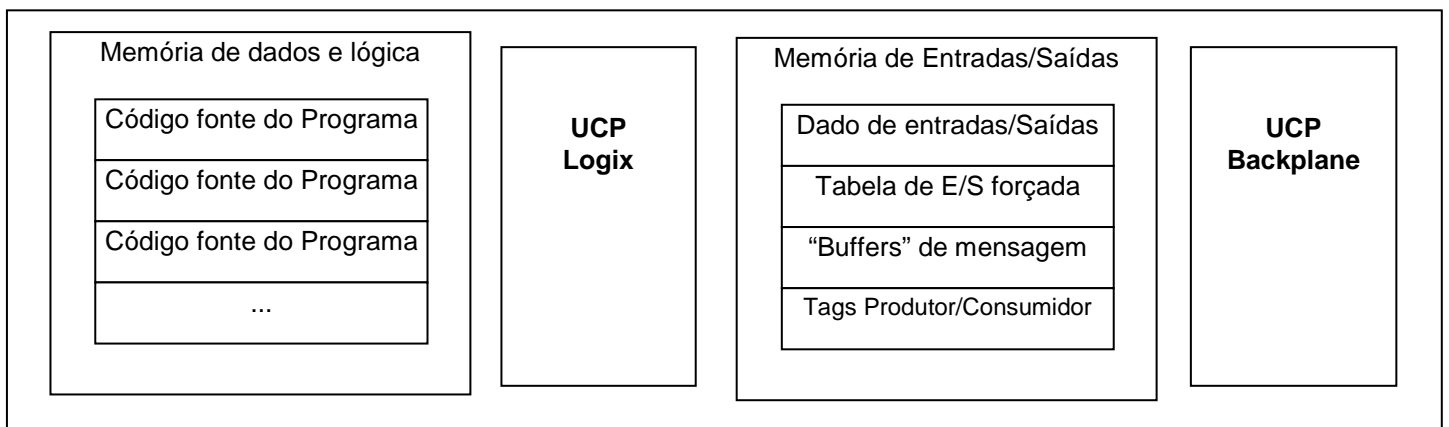 Memória de dados e lógica
Código fonte do Programa
Código fonte do Programa
Código fonte do Programa
...
UCP
Logix
Memória de Entradas/Saídas
Dado de entradas/Saídas
Tabela de E/S forçada
“Buffers” de mensagem
Tags Produtor/Consumidor
UCP
Backplane